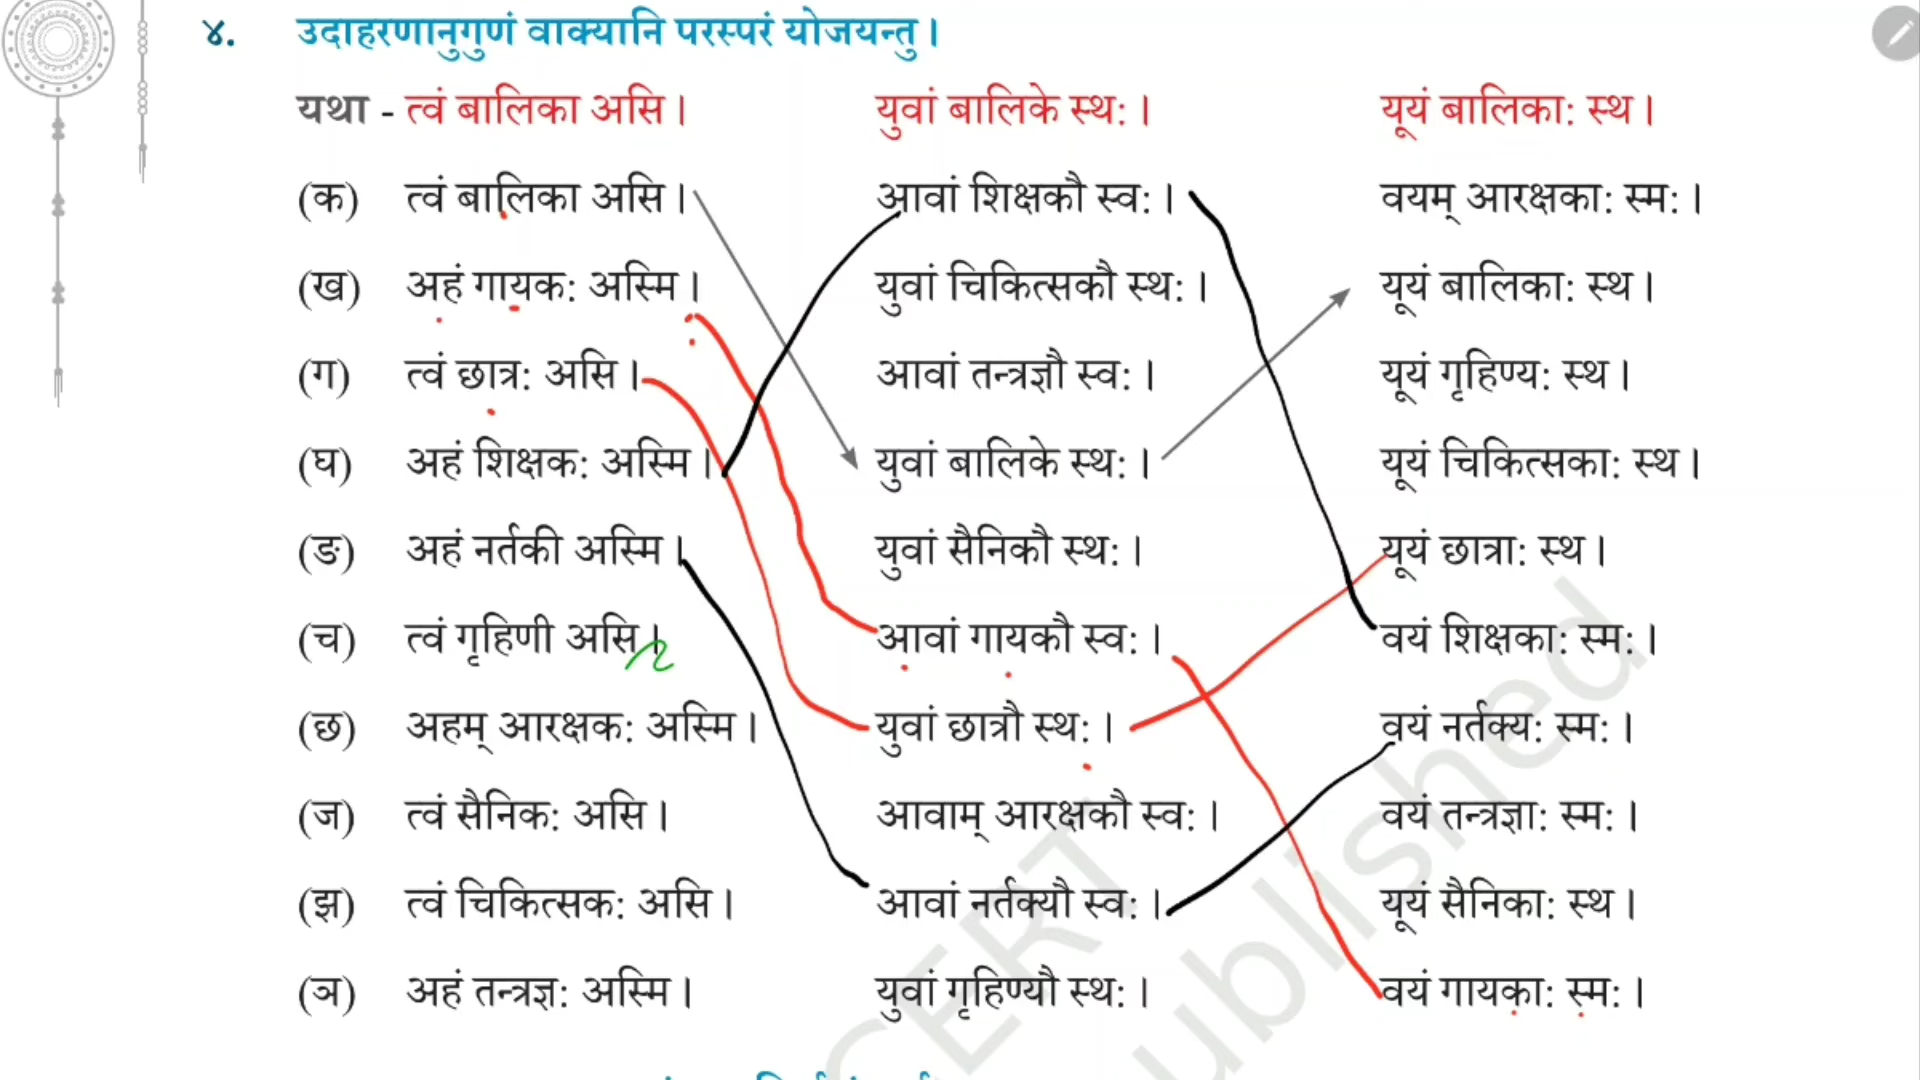 ४. उदाहरणानुगुणं वाक्यानि परस्परं योजयन्तु ।
यथा - त्वं बालिका असि । युवां बालिके स्थः । यूयं बालिकाः स्थ ।
(क) त्वं बालिका असि । आवां शिक्षकौ स्वः । वयम् आरक्षकाः स्मः ।
(ख) अहं गायकः अस्मि । युवां चिकित्सकौ स्थः । यूयं बालिकाः स्थ ।
(ग) त्वं छात्रः असि । आवां तन्त्रज्ञौ स्वः । यूयं गृहिण्यः स्थ ।
(घ) अहं शिक्षकः अस्मि । युवां बालिके स्थः । यूयं चिकित्सकाः स्थ ।
(ङ) अहं नर्तकी अस्मि । युवां सैनिकौ स्थः । यूयं छात्राः स्थ ।
(च) त्वं गृहिणी असि । आवां गायकौ स्वः । वयं शिक्षकाः स्मः ।
(छ) अहम् आरक्षकः अस्मि । युवां छात्रौ स्थः । वयं नर्तक्यः स्मः ।
(ज) त्वं सैनिकः असि । आवाम् आरक्षकौ स्वः । वयं तन्त्रज्ञाः स्मः ।
(झ) त्वं चिकित्सकः असि । आवां नर्तक्यौ स्वः । यूयं सैनिकाः स्थ ।
(ञ) अहं तन्त्रज्ञः अस्मि । युवां गृहिण्यौ स्थः । वयं गायकाः स्मः ।